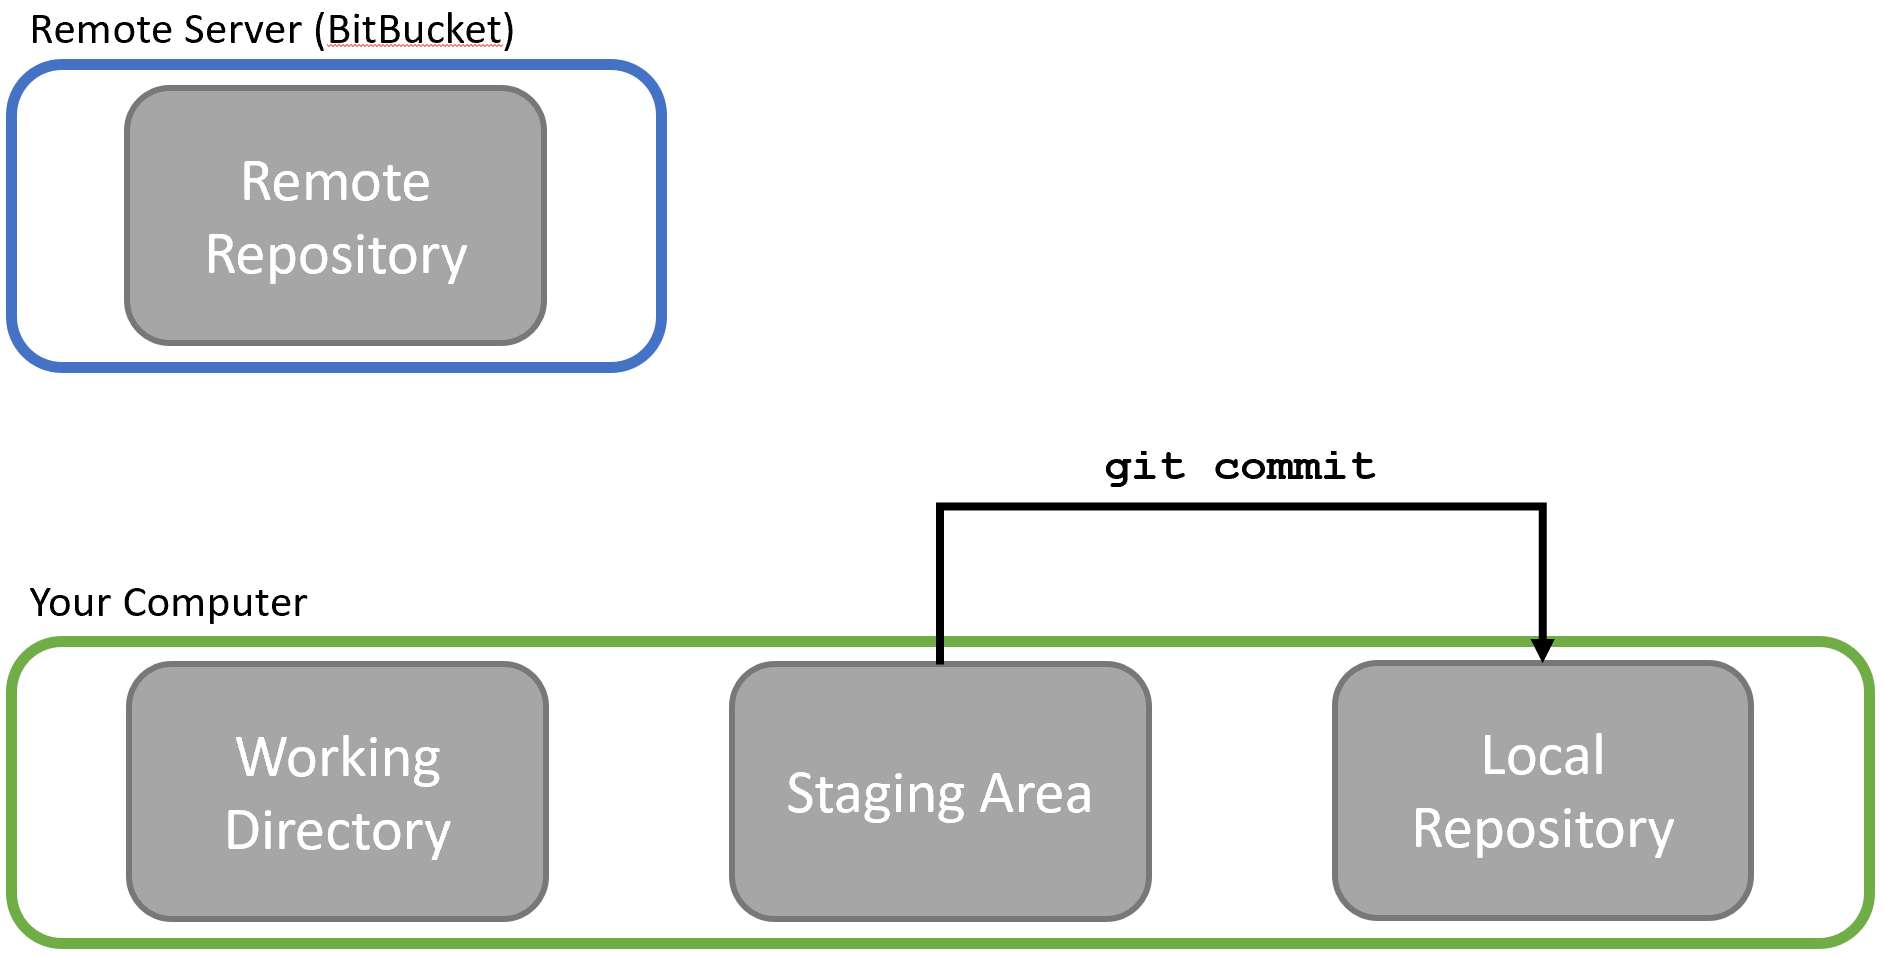 Remote Server (BitBucket)
Remote
Repository
git commit
Your Computer
Working
Directory
Staging Area
Local
Repository